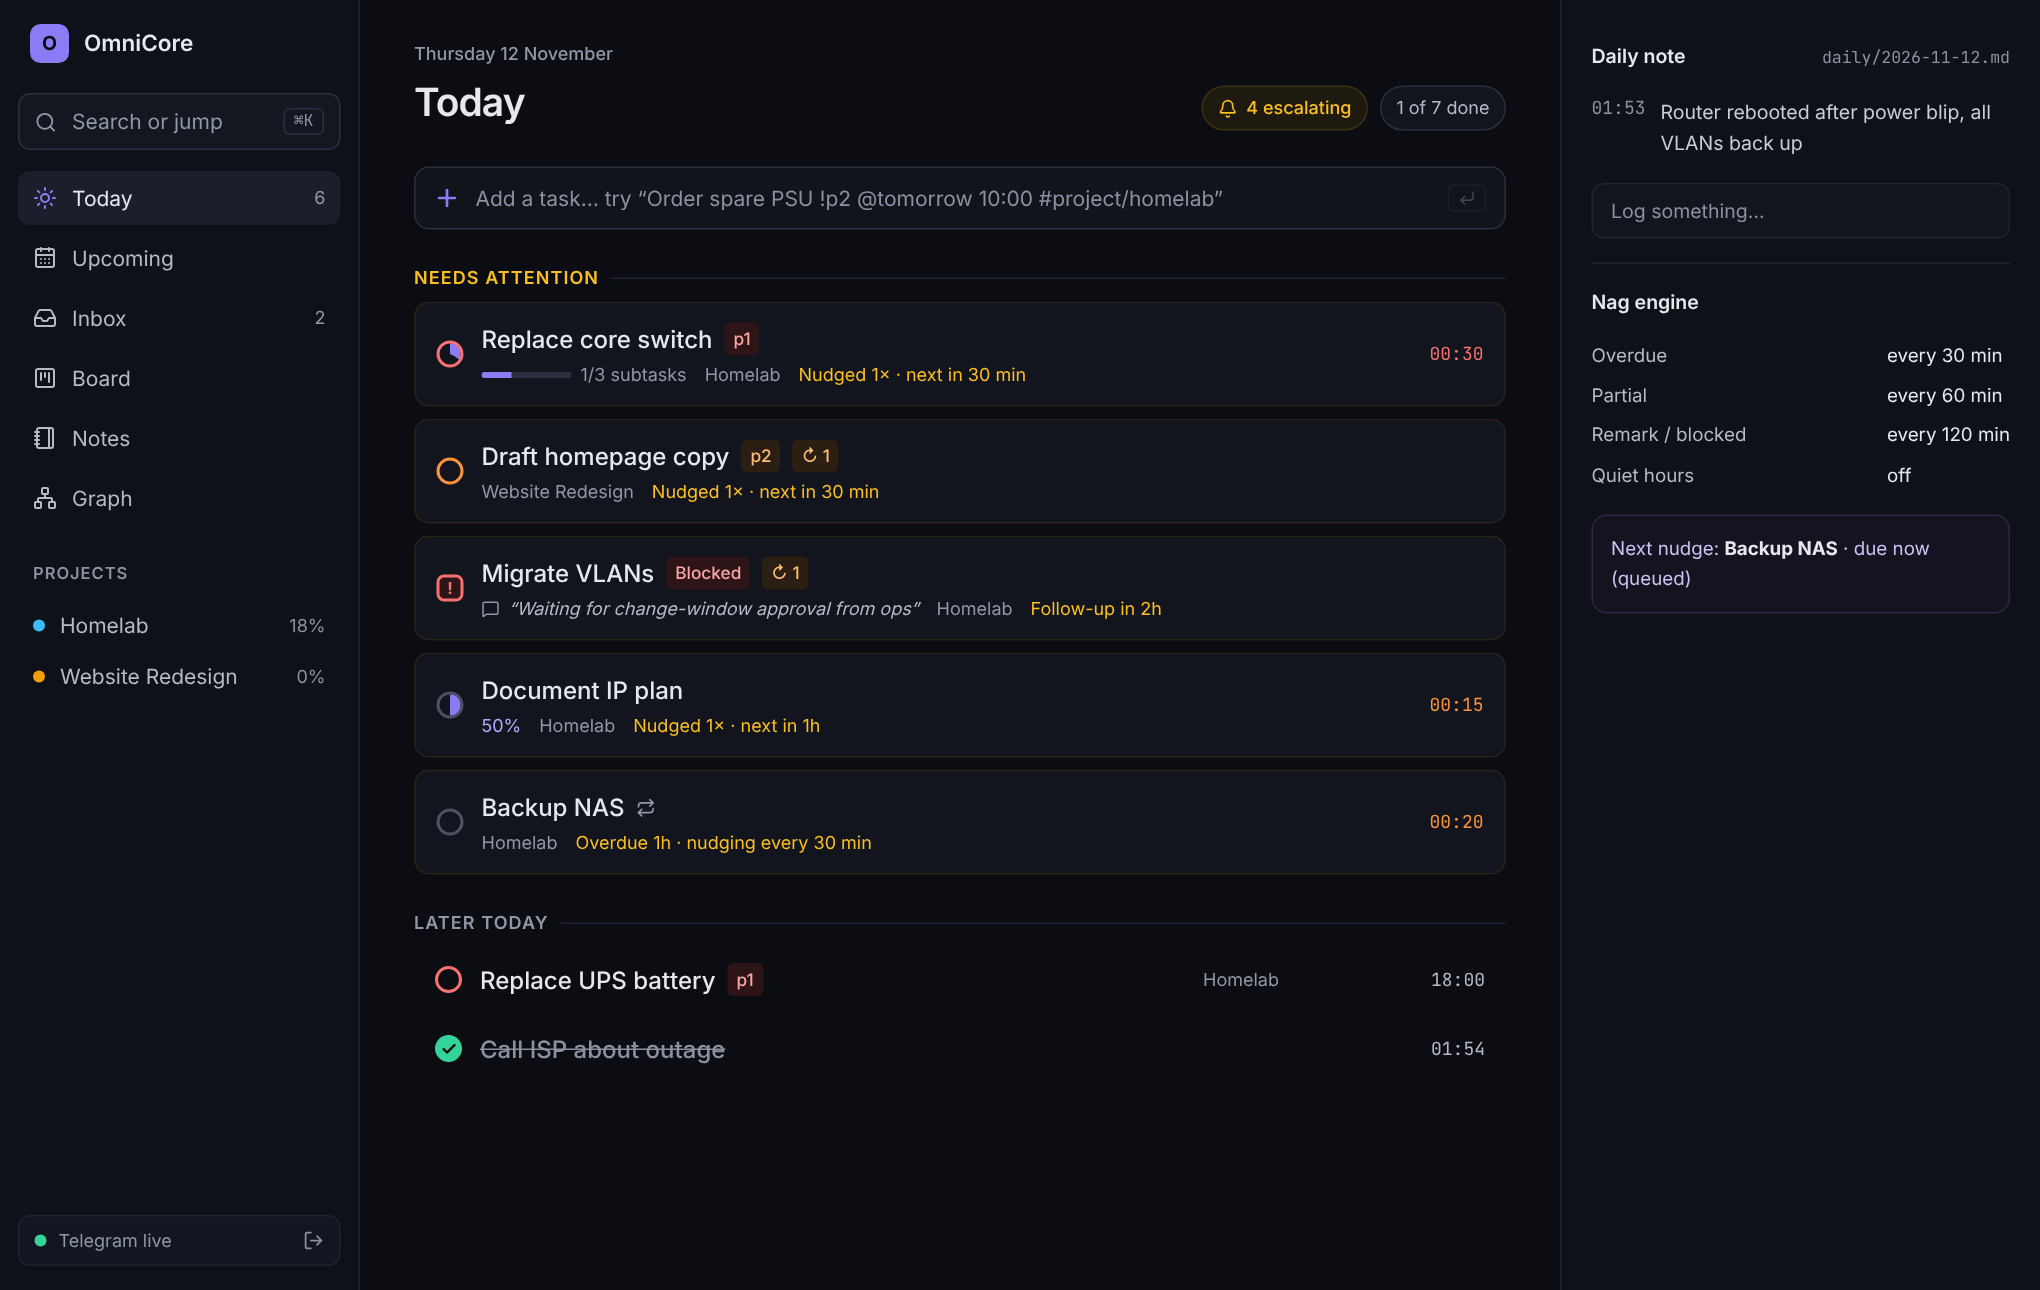 O OmniCore
Search or jump ⌘K
Today 6
Upcoming
Inbox 2
Board
Notes
Graph
PROJECTS
Homelab 18%
Website Redesign 0%
Telegram live
Thursday 12 November
Today
4 escalating
1 of 7 done
Add a task... try “Order spare PSU !p2 @tomorrow 10:00 #project/homelab”
NEEDS ATTENTION
Replace core switch p1
1/3 subtasks Homelab Nudged 1× · next in 30 min
00:30
Draft homepage copy p2 ↻ 1
Website Redesign Nudged 1× · next in 30 min
Migrate VLANs Blocked ↻ 1
“Waiting for change-window approval from ops” Homelab Follow-up in 2h
Document IP plan
50% Homelab Nudged 1× · next in 1h
00:15
Backup NAS
Homelab Overdue 1h · nudging every 30 min
00:20
LATER TODAY
Replace UPS battery p1 Homelab 18:00
Call ISP about outage 01:54
Daily note daily/2026-11-12.md
01:53 Router rebooted after power blip, all
VLANs back up
Log something...
Nag engine
Overdue every 30 min
Partial every 60 min
Remark / blocked every 120 min
Quiet hours off
Next nudge: Backup NAS · due now
(queued)